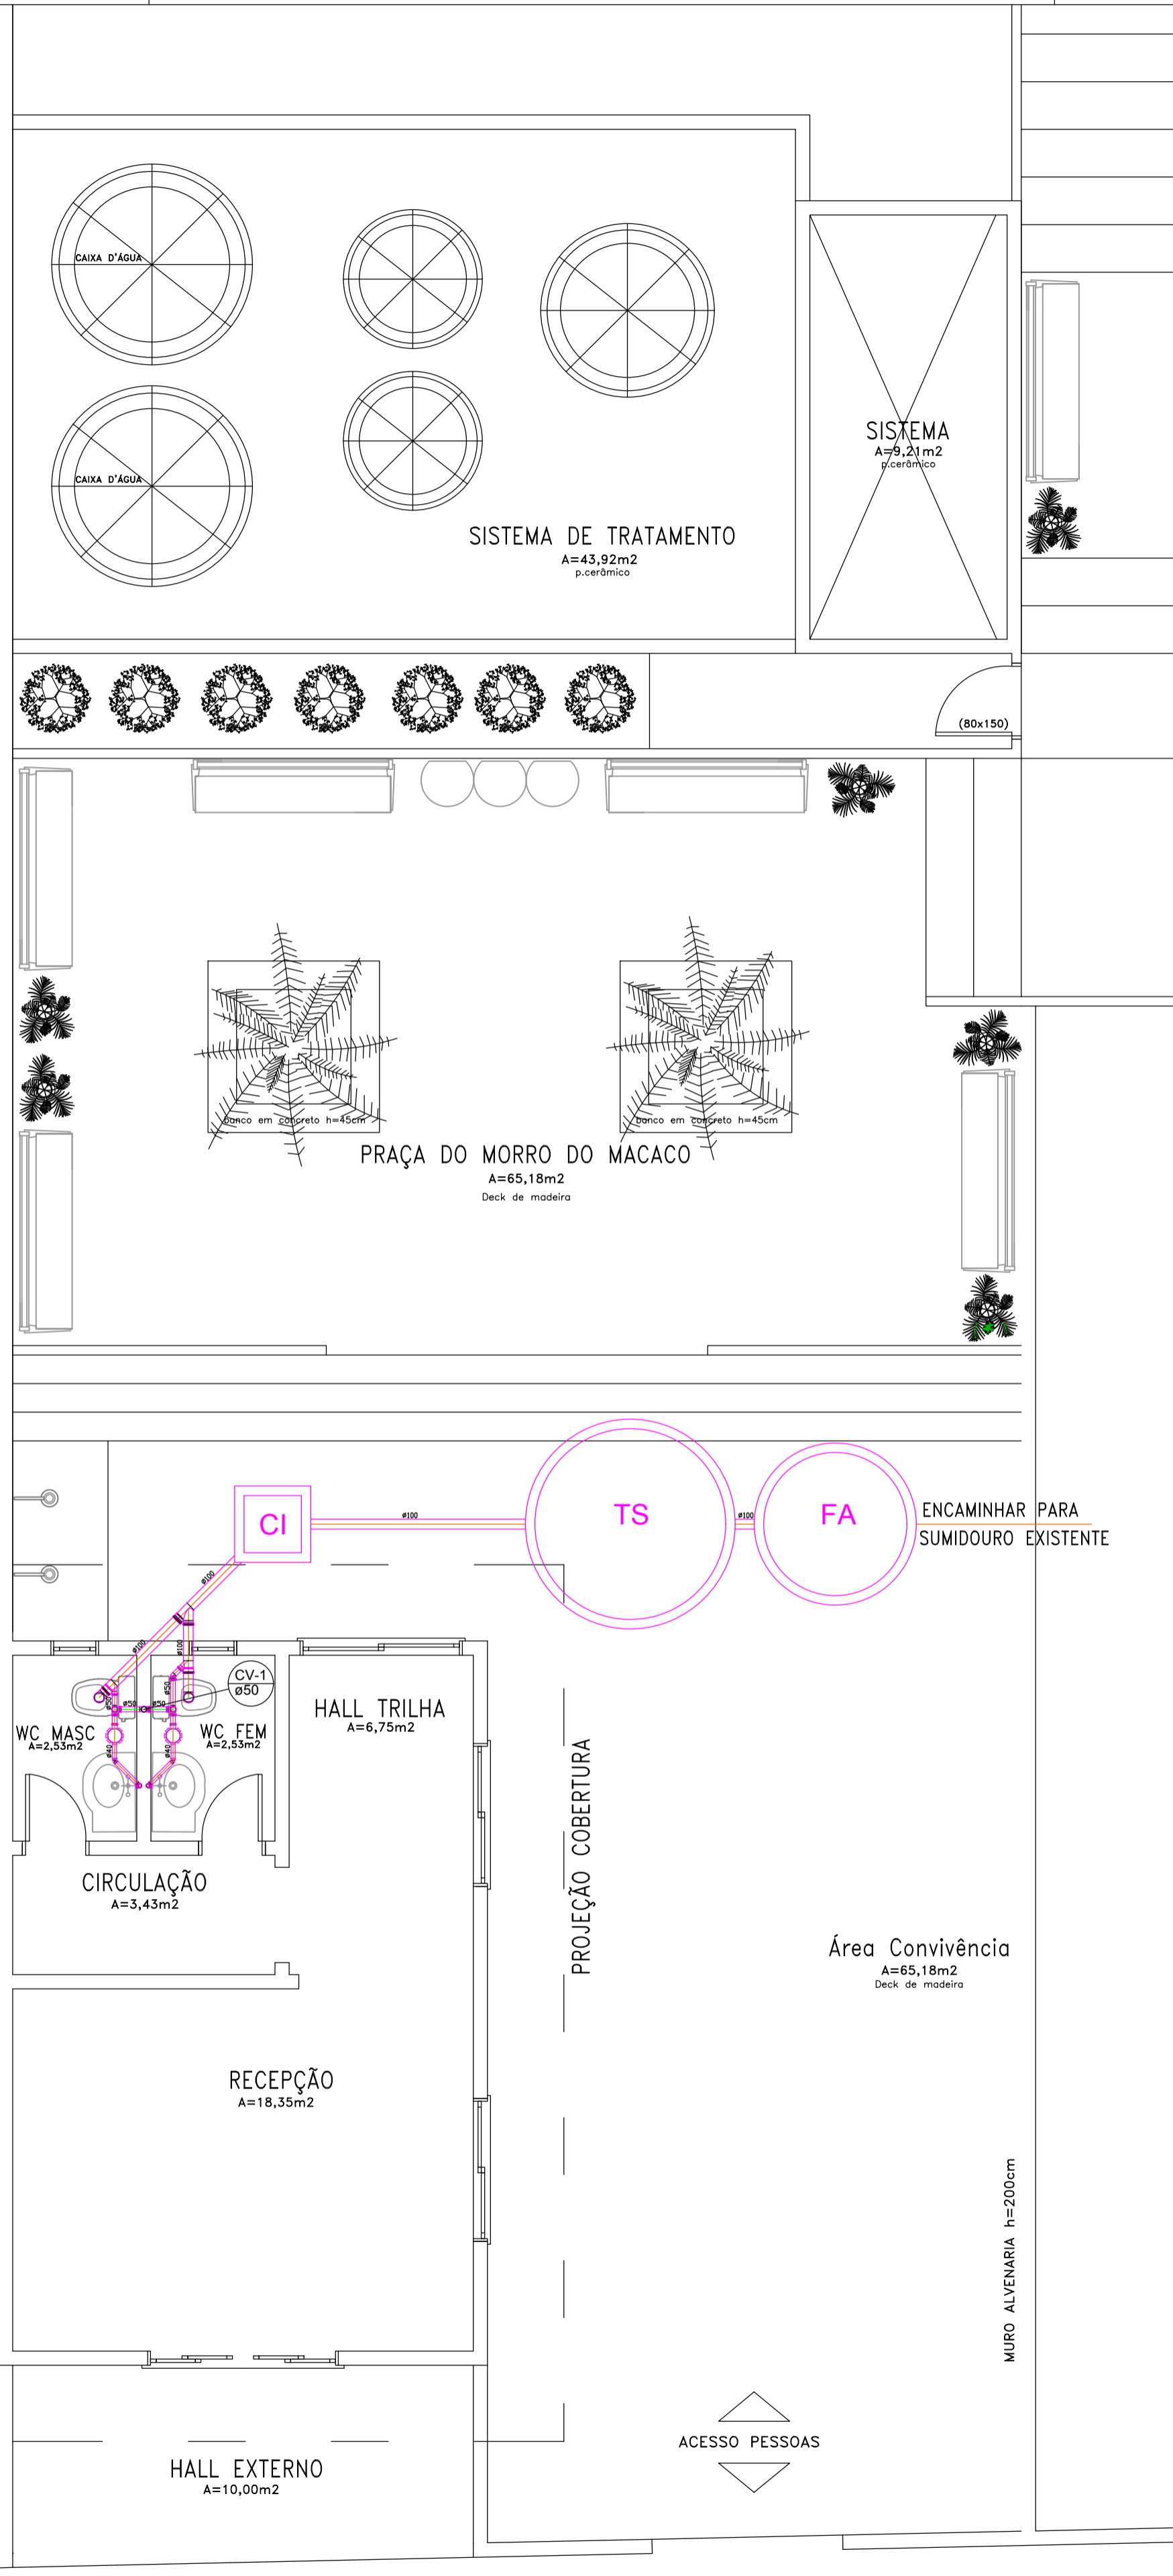 CAIXA D'ÁGUA
CAIXA D'ÁGUA
SISTEMA
A=9,21m2
p.cerâmico
SISTEMA DE TRATAMENTO
A=43,92m2
p.cerâmico
(80x150)
banco em concreto h=45cm
banco em concreto h=45cm
PRAÇA DO MORRO DO MACACO
A=65,18m2
Deck de madeira
CI
ø100
TS
ø100
FA
ENCAMINHAR PARA
SUMIDOURO EXISTENTE
ø100
ø100
ø100
CV-1
ø50
ø50
ø50
ø50
ø50
WC MASC
A=2,53m2
WC FEM
A=2,53m2
ø40
ø40
HALL TRILHA
A=6,75m2
PROJEÇÃO COBERTURA
CIRCULAÇÃO
A=3,43m2
Área Convivência
A=65,18m2
Deck de madeira
RECEPÇÃO
A=18,35m2
MURO ALVENARIA h=200cm
ACESSO PESSOAS
HALL EXTERNO
A=10,00m2